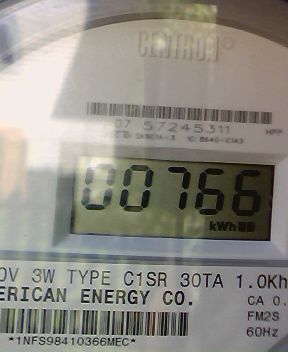 CENTRON®
07 57245311 HPP
00766
kWh
0V 3W TYPE C1SR 30TA 1.0Kh
ERICAN ENERGY CO. CA 0.
FM2S
*1NFS98410366MEC* 60Hz